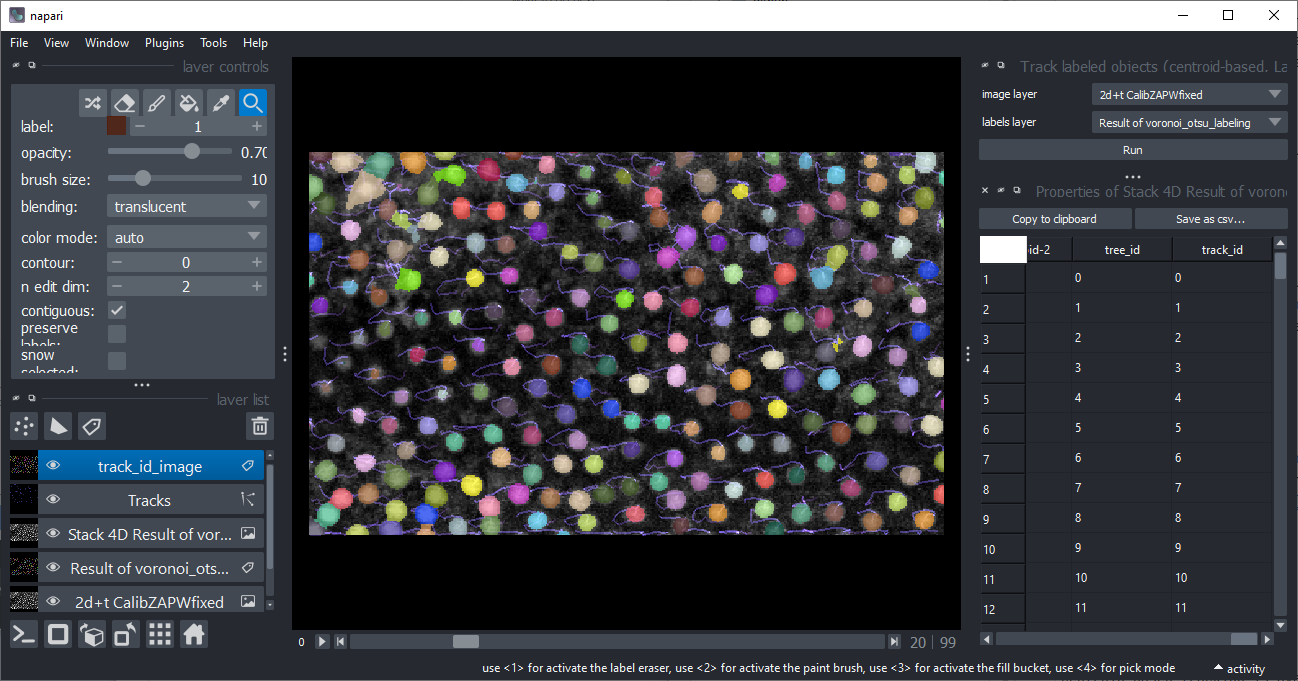 napari
File View Window Plugins Tools Help
layer controls
label: 1
opacity: 0.70
brush size: 10
blending: translucent
color mode: auto
contour: 0
n edit dim: 2
contiguous:
preserve
labels:
show
selected:
layer list
track_id_image
Tracks
Stack 4D Result of vor...
Result of voronoi_ots...
2d+t CalibZAPWfixed
0 20 99
use <1> for activate the label eraser, use <2> for activate the paint brush, use <3> for activate the fill bucket, use <4> for pick mode
activity
Track labeled objects (centroid-based. La
image layer 2d+t CalibZAPWfixed
labels layer Result of voronoi_otsu_labeling
Run
Properties of Stack 4D Result of vorono
Copy to clipboard Save as csv...
id-2 tree_id track_id
1 0 0
2 1 1
3 2 2
4 3 3
5 4 4
6 5 5
7 6 6
8 7 7
9 8 8
10 9 9
11 10 10
12 11 11